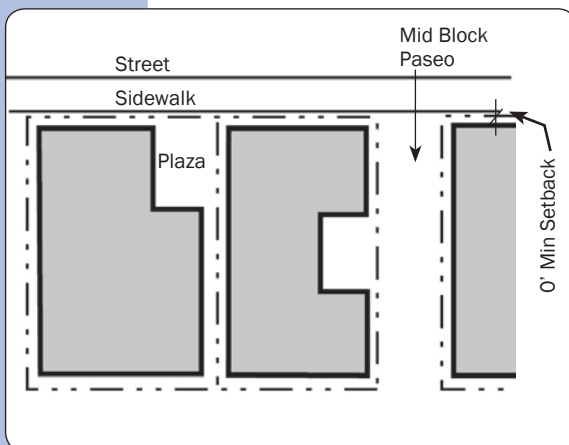 Mid Block
Paseo
Street
Sidewalk
Plaza
0' Min Setback